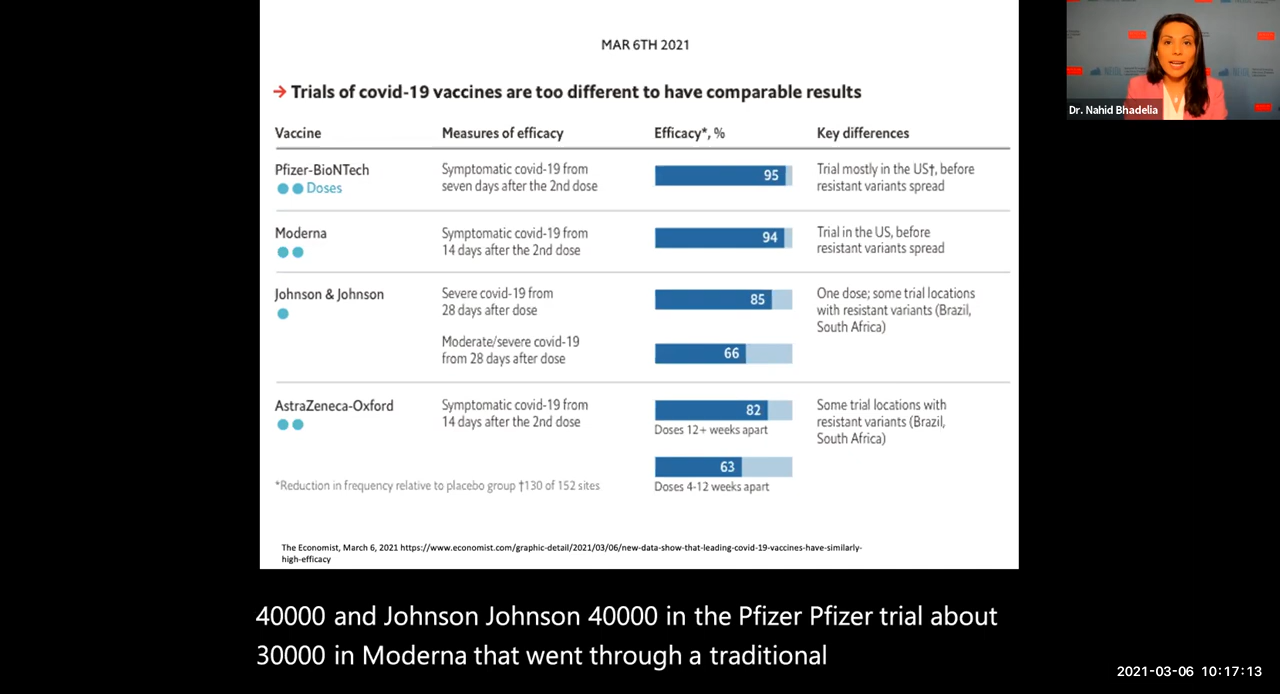 MAR 6TH 2021
→ Trials of covid-19 vaccines are too different to have comparable results
Vaccine Measures of efficacy Efficacy*, % Key differences
Pfizer-BioNTech
Doses
Symptomatic covid-19 from
seven days after the 2nd dose
95
Trial mostly in the US†, before
resistant variants spread
Moderna
Symptomatic covid-19 from
14 days after the 2nd dose
94
Trial in the US, before
resistant variants spread
Johnson & Johnson
Severe covid-19 from
28 days after dose
85
One dose; some trial locations
with resistant variants (Brazil,
South Africa)
Moderate/severe covid-19
from 28 days after dose
66
AstraZeneca-Oxford
Symptomatic covid-19 from
14 days after the 2nd dose
82
Doses 12+ weeks apart
Some trial locations with
resistant variants (Brazil,
South Africa)
63
Doses 4-12 weeks apart
*Reduction in frequency relative to placebo group †130 of 152 sites
The Economist, March 6, 2021 https://www.economist.com/graphic-detail/2021/03/06/new-data-show-that-leading-covid-19-vaccines-have-similarly-
high-efficacy
Dr. Nahid Bhadelia
40000 and Johnson Johnson 40000 in the Pfizer Pfizer trial about
30000 in Moderna that went through a traditional
2021-03-06 10:17:13